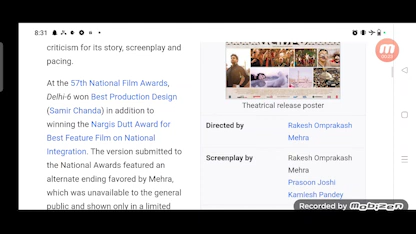 8:31
criticism for its story, screenplay and
pacing.
At the 57th National Film Awards,
Delhi-6 won Best Production Design
(Samir Chanda) in addition to
winning the Nargis Dutt Award for
Best Feature Film on National
Integration. The version submitted to
the National Awards featured an
alternate ending favored by Mehra,
which was unavailable to the general
public and shown only in a limited
Theatrical release poster
Directed by
Rakesh Omprakash
Mehra
Screenplay by
Rakesh Omprakash
Mehra
Prasoon Joshi
Kamlesh Pandey
Recorded by mobizen